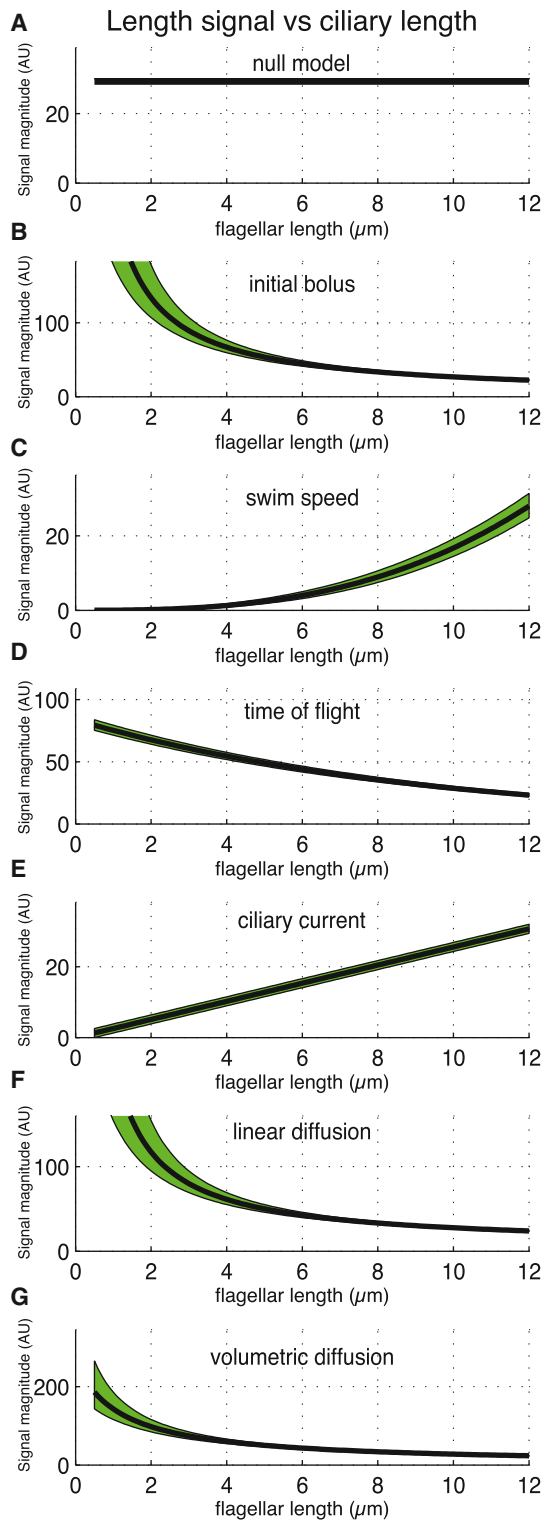 A
Length signal vs ciliary length
Signal magnitude (AU)
null model
20
0
0 2 4 6 8 10 12
flagellar length (µm)
B
Signal magnitude (AU)
initial bolus
100
0
0 2 4 6 8 10 12
flagellar length (µm)
C
Signal magnitude (AU)
swim speed
20
0
0 2 4 6 8 10 12
flagellar length (µm)
D
Signal magnitude (AU)
100
time of flight
50
0
0 2 4 6 8 10 12
flagellar length (µm)
E
Signal magnitude (AU)
ciliary current
20
0
0 2 4 6 8 10 12
flagellar length (µm)
F
Signal magnitude (AU)
linear diffusion
100
0
0 2 4 6 8 10 12
flagellar length (µm)
G
Signal magnitude (AU)
volumetric diffusion
200
0
0 2 4 6 8 10 12
flagellar length (µm)